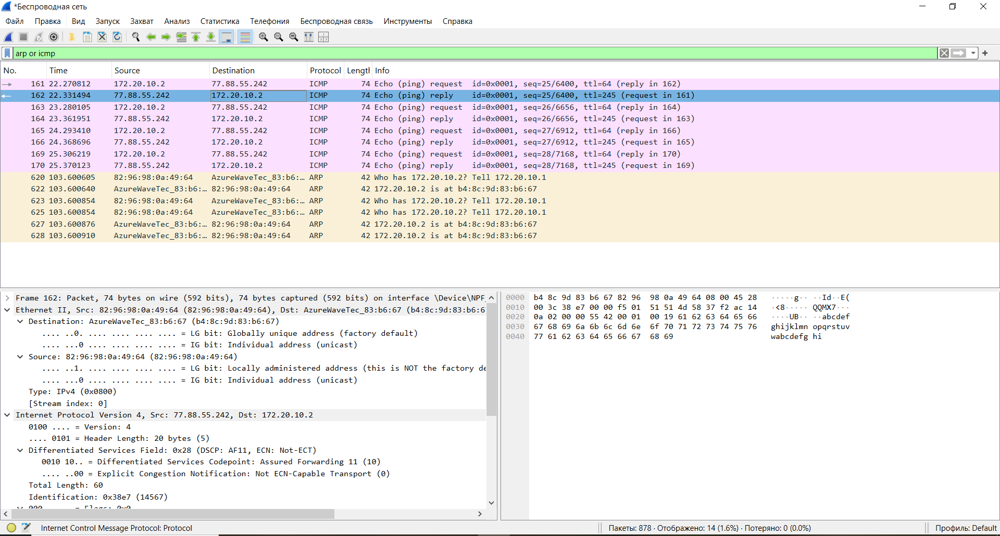 *Беспроводная сеть
Файл Правка Вид Запуск Захват Анализ Статистика Телефония Беспроводная связь Инструменты Справка
arp or icmp
No. Time Source Destination Protocol Length Info
161 22.270812 172.20.10.2 77.88.55.242 ICMP 74 Echo (ping) request id=0x0001, seq=25/6400, ttl=64 (reply in 162)
162 22.331494 77.88.55.242 172.20.10.2 ICMP 74 Echo (ping) reply id=0x0001, seq=25/6400, ttl=245 (request in 161)
163 23.280105 172.20.10.2 77.88.55.242 ICMP 74 Echo (ping) request id=0x0001, seq=26/6656, ttl=64 (reply in 164)
164 23.361951 77.88.55.242 172.20.10.2 ICMP 74 Echo (ping) reply id=0x0001, seq=26/6656, ttl=245 (request in 163)
165 24.293410 172.20.10.2 77.88.55.242 ICMP 74 Echo (ping) request id=0x0001, seq=27/6912, ttl=64 (reply in 166)
166 24.368696 77.88.55.242 172.20.10.2 ICMP 74 Echo (ping) reply id=0x0001, seq=27/6912, ttl=245 (request in 165)
169 25.306219 172.20.10.2 77.88.55.242 ICMP 74 Echo (ping) request id=0x0001, seq=28/7168, ttl=64 (reply in 170)
170 25.370123 77.88.55.242 172.20.10.2 ICMP 74 Echo (ping) reply id=0x0001, seq=28/7168, ttl=245 (request in 169)
620 103.600605 82:96:98:0a:49:64 AzureWaveTec_83:b6:… ARP 42 Who has 172.20.10.2? Tell 172.20.10.1
622 103.600640 AzureWaveTec_83:b6:… 82:96:98:0a:49:64 ARP 42 172.20.10.2 is at b4:8c:9d:83:b6:67
623 103.600854 82:96:98:0a:49:64 AzureWaveTec_83:b6:… ARP 42 Who has 172.20.10.2? Tell 172.20.10.1
625 103.600854 82:96:98:0a:49:64 AzureWaveTec_83:b6:… ARP 42 Who has 172.20.10.2? Tell 172.20.10.1
627 103.600876 AzureWaveTec_83:b6:… 82:96:98:0a:49:64 ARP 42 172.20.10.2 is at b4:8c:9d:83:b6:67
628 103.600910 AzureWaveTec_83:b6:… 82:96:98:0a:49:64 ARP 42 172.20.10.2 is at b4:8c:9d:83:b6:67
Frame 162: Packet, 74 bytes on wire (592 bits), 74 bytes captured (592 bits) on interface \Device\NPF_
Ethernet II, Src: 82:96:98:0a:49:64 (82:96:98:0a:49:64), Dst: AzureWaveTec_83:b6:67 (b4:8c:9d:83:b6:6
Destination: AzureWaveTec_83:b6:67 (b4:8c:9d:83:b6:67)
.... ..0. .... .... .... .... = LG bit: Globally unique address (factory default)
.... ...0 .... .... .... .... = IG bit: Individual address (unicast)
Source: 82:96:98:0a:49:64 (82:96:98:0a:49:64)
.... ..1. .... .... .... .... = LG bit: Locally administered address (this is NOT the factory de
.... ...0 .... .... .... .... = IG bit: Individual address (unicast)
Type: IPv4 (0x0800)
[Stream index: 0]
Internet Protocol Version 4, Src: 77.88.55.242, Dst: 172.20.10.2
0100 .... = Version: 4
.... 0101 = Header Length: 20 bytes (5)
Differentiated Services Field: 0x28 (DSCP: AF11, ECN: Not-ECT)
0010 10.. = Differentiated Services Codepoint: Assured Forwarding 11 (10)
.... ..00 = Explicit Congestion Notification: Not ECN-Capable Transport (0)
Total Length: 60
Identification: 0x38e7 (14567)
000. .... = Flags: 0x0
0000 b4 8c 9d 83 b6 67 82 96 98 0a 49 64 08 00 45 28 ·····g·· ··Id··E(
0010 00 3c 38 e7 00 00 f5 01 51 51 4d 58 37 f2 ac 14 ·<8····· QQMX7···
0020 0a 02 00 00 55 42 00 01 00 19 61 62 63 64 65 66 ····UB·· ··abcdef
0030 67 68 69 6a 6b 6c 6d 6e 6f 70 71 72 73 74 75 76 ghijklmn opqrstuv
0040 77 61 62 63 64 65 66 67 68 69 wabcdefg hi
Internet Control Message Protocol: Protocol
Пакеты: 878 · Отображено: 14 (1.6%) · Потеряно: 0 (0.0%)
Профиль: Default